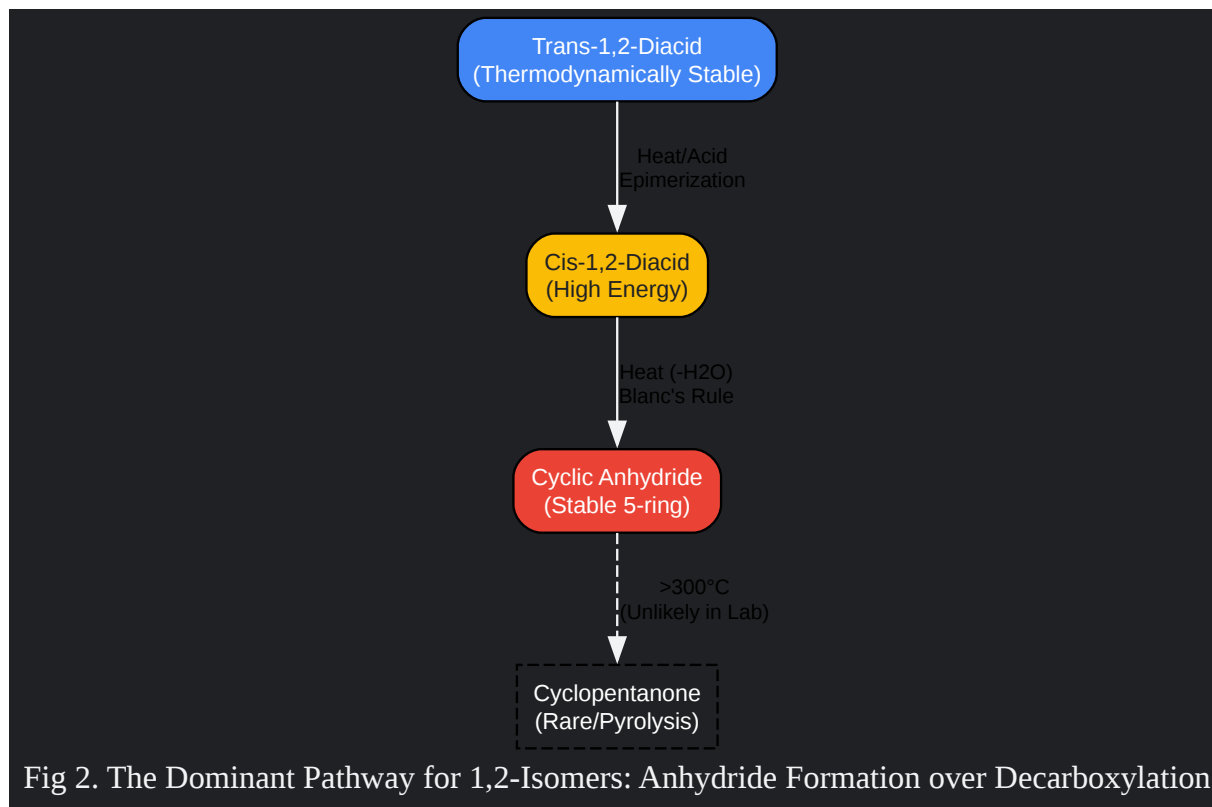 Trans-1,2-Diacid
(Thermodynamically Stable)
Heat/Acid
Epimerization
Cis-1,2-Diacid
(High Energy)
Heat (-H2O)
Blanc's Rule
Cyclic Anhydride
(Stable 5-ring)
>300°C
(Unlikely in Lab)
Cyclopentanone
(Rare/Pyrolysis)
Fig 2. The Dominant Pathway for 1,2-Isomers: Anhydride Formation over Decarboxylation